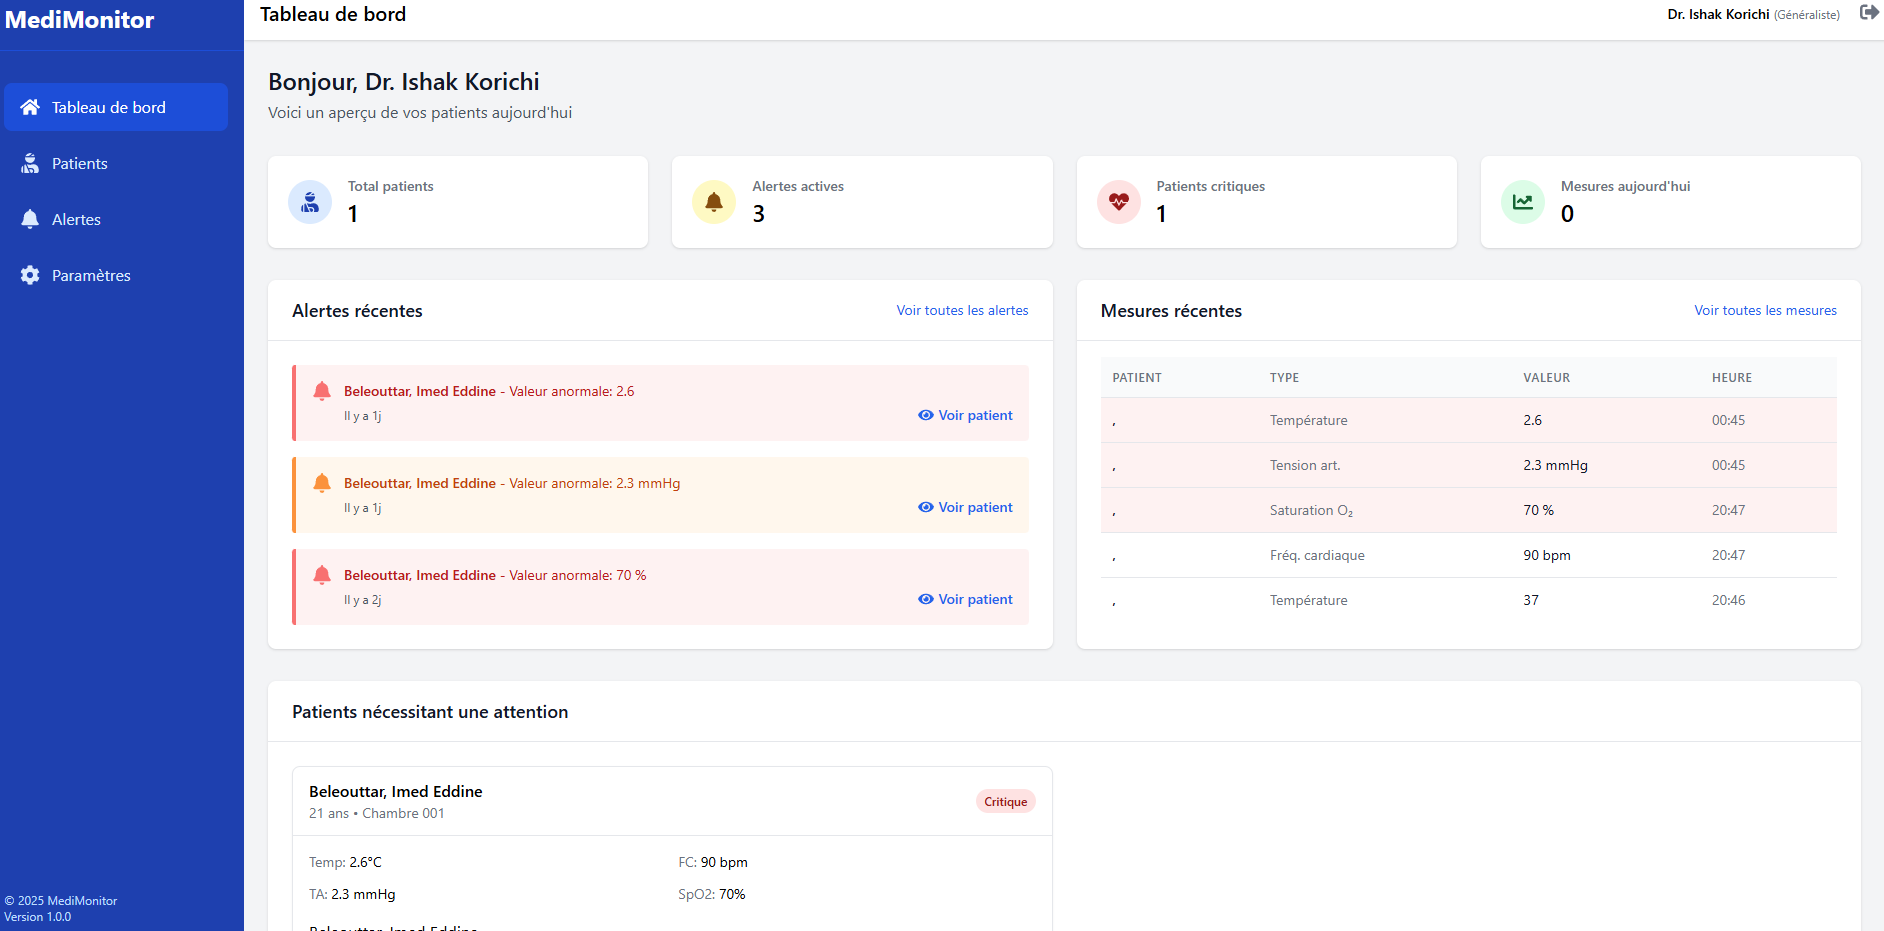 MediMonitor
Tableau de bord
Patients
Alertes
Paramètres
© 2025 MediMonitor
Version 1.0.0
Tableau de bord
Dr. Ishak Korichi (Généraliste)
Bonjour, Dr. Ishak Korichi
Voici un aperçu de vos patients aujourd'hui
Total patients
1
Alertes actives
3
Patients critiques
1
Mesures aujourd'hui
0
Alertes récentes
Voir toutes les alertes
Beleouttar, Imed Eddine - Valeur anormale: 2.6
Il y a 1j
Voir patient
Beleouttar, Imed Eddine - Valeur anormale: 2.3 mmHg
Il y a 1j
Voir patient
Beleouttar, Imed Eddine - Valeur anormale: 70 %
Il y a 2j
Voir patient
Mesures récentes
Voir toutes les mesures
PATIENT TYPE VALEUR HEURE
, Température 2.6 00:45
, Tension art. 2.3 mmHg 00:45
, Saturation O₂ 70 % 20:47
, Fréq. cardiaque 90 bpm 20:47
, Température 37 20:46
Patients nécessitant une attention
Beleouttar, Imed Eddine
21 ans • Chambre 001
Critique
Temp: 2.6°C FC: 90 bpm
TA: 2.3 mmHg SpO2: 70%
Beleouttar, Imed Eddine